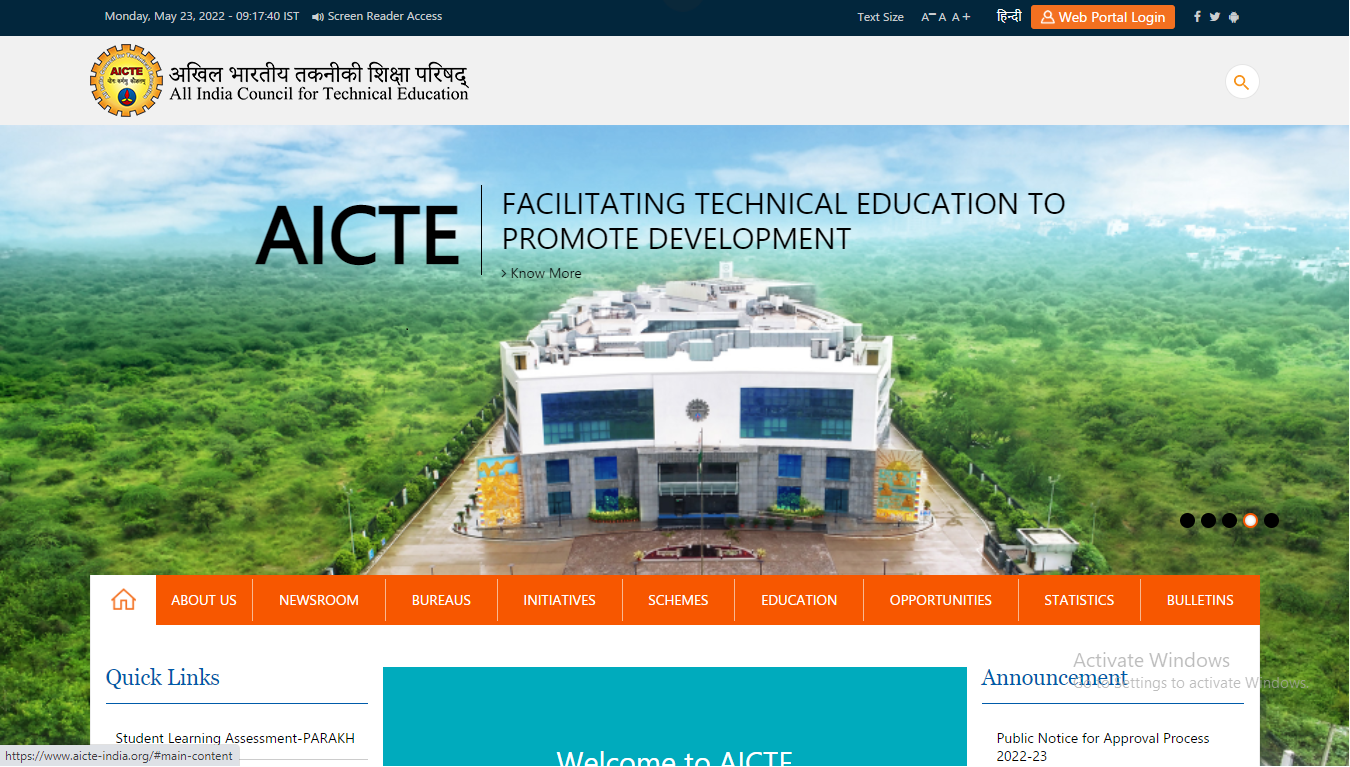 Monday, May 23, 2022 - 09:17:40 IST Screen Reader Access Text Size A− A A+ हिन्दी Web Portal Login
AICTE
अखिल भारतीय तकनीकी शिक्षा परिषद्
All India Council for Technical Education
AICTE
FACILITATING TECHNICAL EDUCATION TO
PROMOTE DEVELOPMENT
› Know More
ABOUT US NEWSROOM BUREAUS INITIATIVES SCHEMES EDUCATION OPPORTUNITIES STATISTICS BULLETINS
Quick Links
Student Learning Assessment-PARAKH
Welcome to AICTE
Activate Windows
Go to Settings to activate Windows.
Announcement
Public Notice for Approval Process
2022-23
https://www.aicte-india.org/#main-content